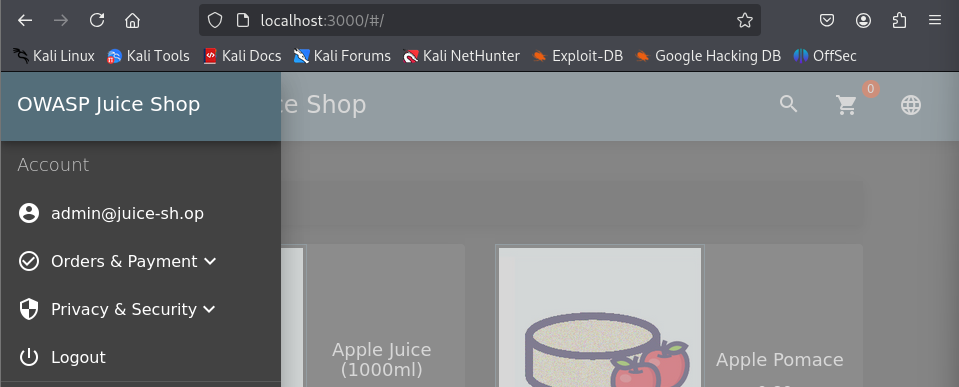 localhost:3000/#/
Kali Linux Kali Tools Kali Docs Kali Forums Kali NetHunter Exploit-DB Google Hacking DB OffSec
OWASP Juice Shop
ce Shop
0
Account
admin@juice-sh.op
Orders & Payment
Privacy & Security
Logout
Apple Juice
(1000ml)
Apple Pomace